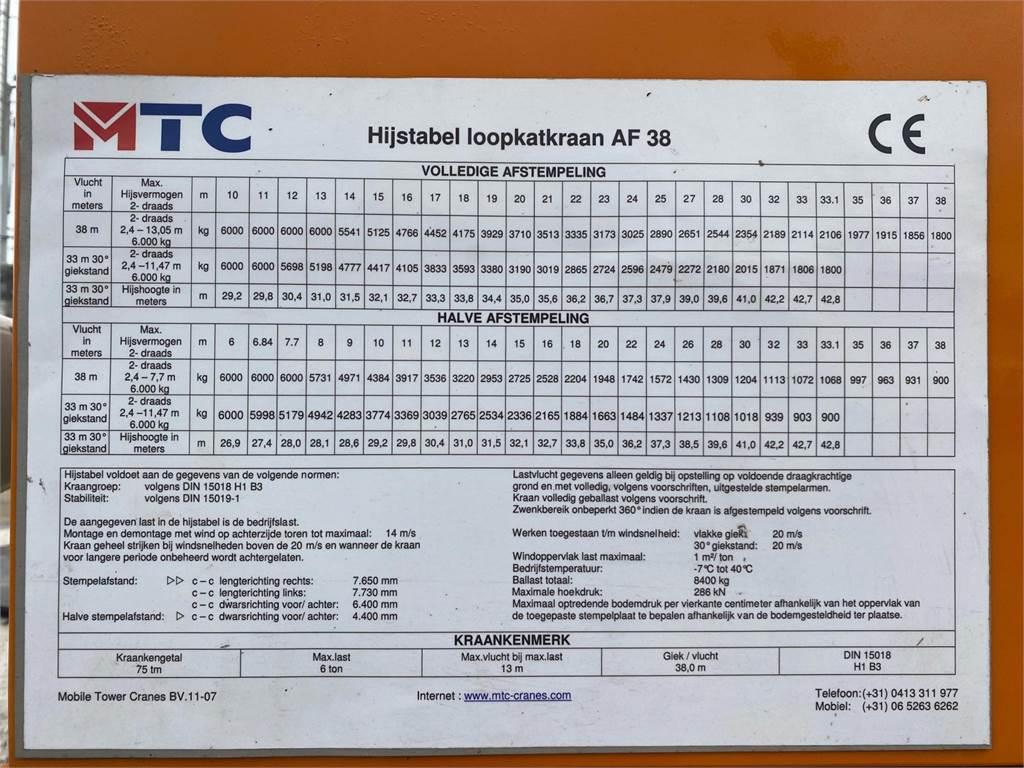 MTC
Hijstabel loopkatkraan AF 38
CE
VOLLEDIGE AFSTEMPELING
Vlucht in meters Max. Hijsvermogen 2- draads m 10 11 12 13 14 15 16 17 18 19 20 21 22 23 24 25 27 28 30 32 33 33.1 35 36 37 38
38 m 2- draads 2,4 – 13,05 m 6.000 kg kg 6000 6000 6000 6000 5541 5125 4766 4452 4175 3929 3710 3513 3335 3173 3025 2890 2651 2544 2354 2189 2114 2106 1977 1915 1856 1800
33 m 30° giekstand 2- draads 2,4 –11,47 m 6.000 kg kg 6000 6000 5698 5198 4777 4417 4105 3833 3593 3380 3190 3019 2865 2724 2596 2479 2272 2180 2015 1871 1806 1800
33 m 30° giekstand Hijshoogte in meters m 29,2 29,8 30,4 31,0 31,5 32,1 32,7 33,3 33,8 34,4 35,0 35,6 36,2 36,7 37,3 37,9 39,0 39,6 41,0 42,2 42,7 42,8
HALVE AFSTEMPELING
Vlucht in meters Max. Hijsvermogen 2- draads m 6 6.84 7.7 8 9 10 11 12 13 14 15 16 18 20 22 24 26 28 30 32 33 33.1 35 36 37 38
38 m 2- draads 2,4 – 7,7 m 6.000 kg kg 6000 6000 6000 5731 4971 4384 3917 3536 3220 2953 2725 2528 2204 1948 1742 1572 1430 1309 1204 1113 1072 1068 997 963 931 900
33 m 30° giekstand 2- draads 2,4 –11,47 m 6.000 kg kg 6000 5998 5179 4942 4283 3774 3369 3039 2765 2534 2336 2165 1884 1663 1484 1337 1213 1108 1018 939 903 900
33 m 30° giekstand Hijshoogte in meters m 26,9 27,4 28,0 28,1 28,6 29,2 29,8 30,4 31,0 31,5 32,1 32,7 33,8 35,0 36,2 37,3 38,5 39,6 41,0 42,2 42,7 42,8
Hijstabel voldoet aan de gegevens van de volgende normen:
Kraangroep: volgens DIN 15018 H1 B3
Stabiliteit: volgens DIN 15019-1
De aangegeven last in de hijstabel is de bedrijfslast.
Montage en demontage met wind op achterzijde toren tot maximaal: 14 m/s
Kraan geheel strijken bij windsnelheden boven de 20 m/s en wanneer de kraan
voor langere periode onbeheerd wordt achtergelaten.
Stempelafstand: ▷▷ c – c lengterichting rechts: 7.650 mm
c – c lengterichting links: 7.730 mm
c – c dwarsrichting voor/ achter: 6.400 mm
Halve stempelafstand: ▷ c – c dwarsrichting voor/ achter: 4.400 mm
Lastvlucht gegevens alleen geldig bij opstelling op voldoende draagkrachtige
grond en met volledig, volgens voorschriften, uitgestelde stempelarmen.
Kraan volledig geballast volgens voorschrift.
Zwenkbereik onbeperkt 360° indien de kraan is afgestempeld volgens voorschrift.
Werken toegestaan t/m windsnelheid: vlakke giek: 20 m/s
30° giekstand: 20 m/s
Windoppervlak last maximaal: 1 m²/ ton
Bedrijfstemperatuur: -7°C tot 40°C
Ballast totaal: 8400 kg
Maximale hoekdruk: 286 kN
Maximaal optredende bodemdruk per vierkante centimeter afhankelijk van het oppervlak van
de toegepaste stempelplaat te bepalen afhankelijk van de bodemgesteldheid ter plaatse.
KRAANKENMERK
Kraankengetal Max.last Max.vlucht bij max.last Giek / vlucht DIN 15018
75 tm 6 ton 13 m 38,0 m H1 B3
Mobile Tower Cranes BV.11-07 Internet : www.mtc-cranes.com Telefoon:(+31) 0413 311 977
Mobiel: (+31) 06 5263 6262